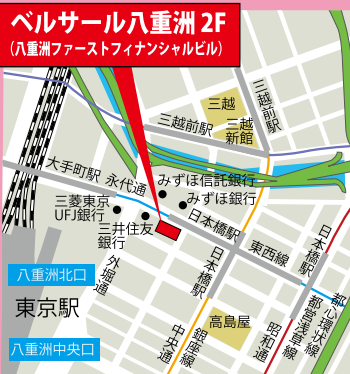 ベルサール八重洲 2F
（八重洲ファーストフィナンシャルビル）
三越
三越
新館
三越前駅
三越前駅
大手町駅
永代通
みずほ信託銀行
みずほ銀行
三菱東京
UFJ銀行
三井住友
銀行
日本橋駅
東西線
外堀通
日本橋駅
日本橋駅
八重洲北口
東京駅
八重洲中央口
高島屋
中央通
銀座線
昭和通
都営浅草線
都心環状線